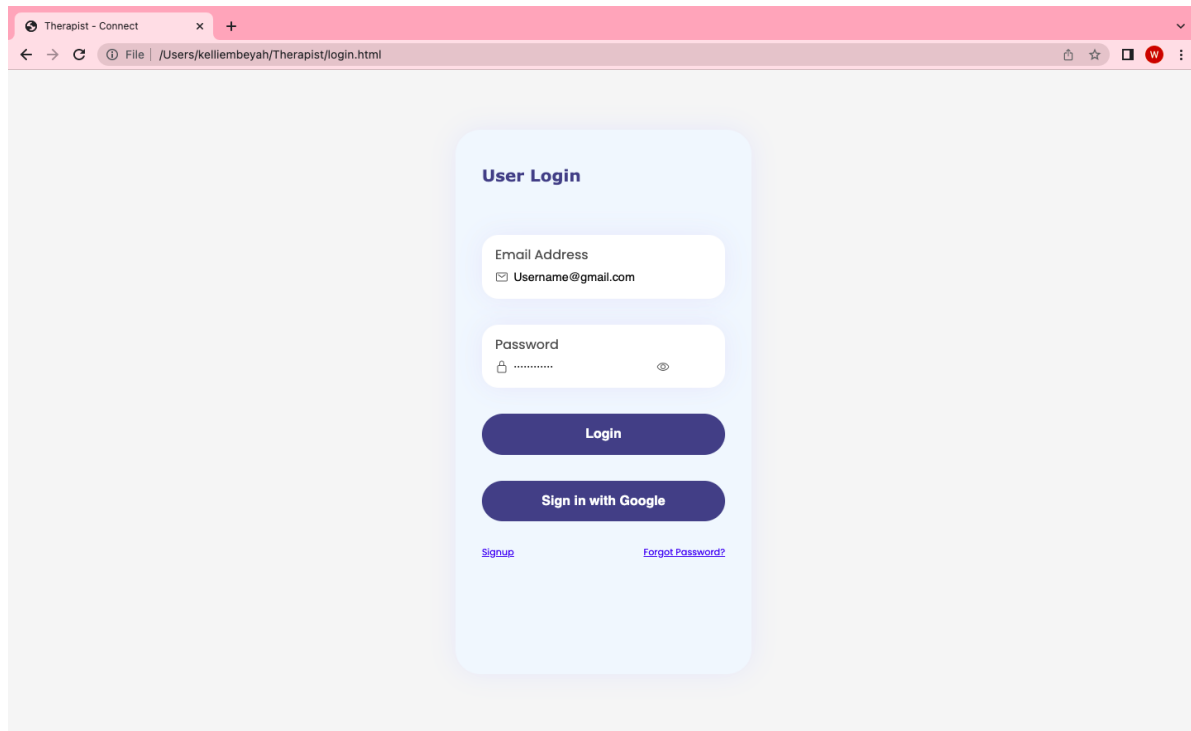 Therapist - Connect
File | /Users/kelliembeyah/Therapist/login.html
W
User Login
Email Address
Username@gmail.com
Password
············
Login
Sign in with Google
Signup Forgot Password?